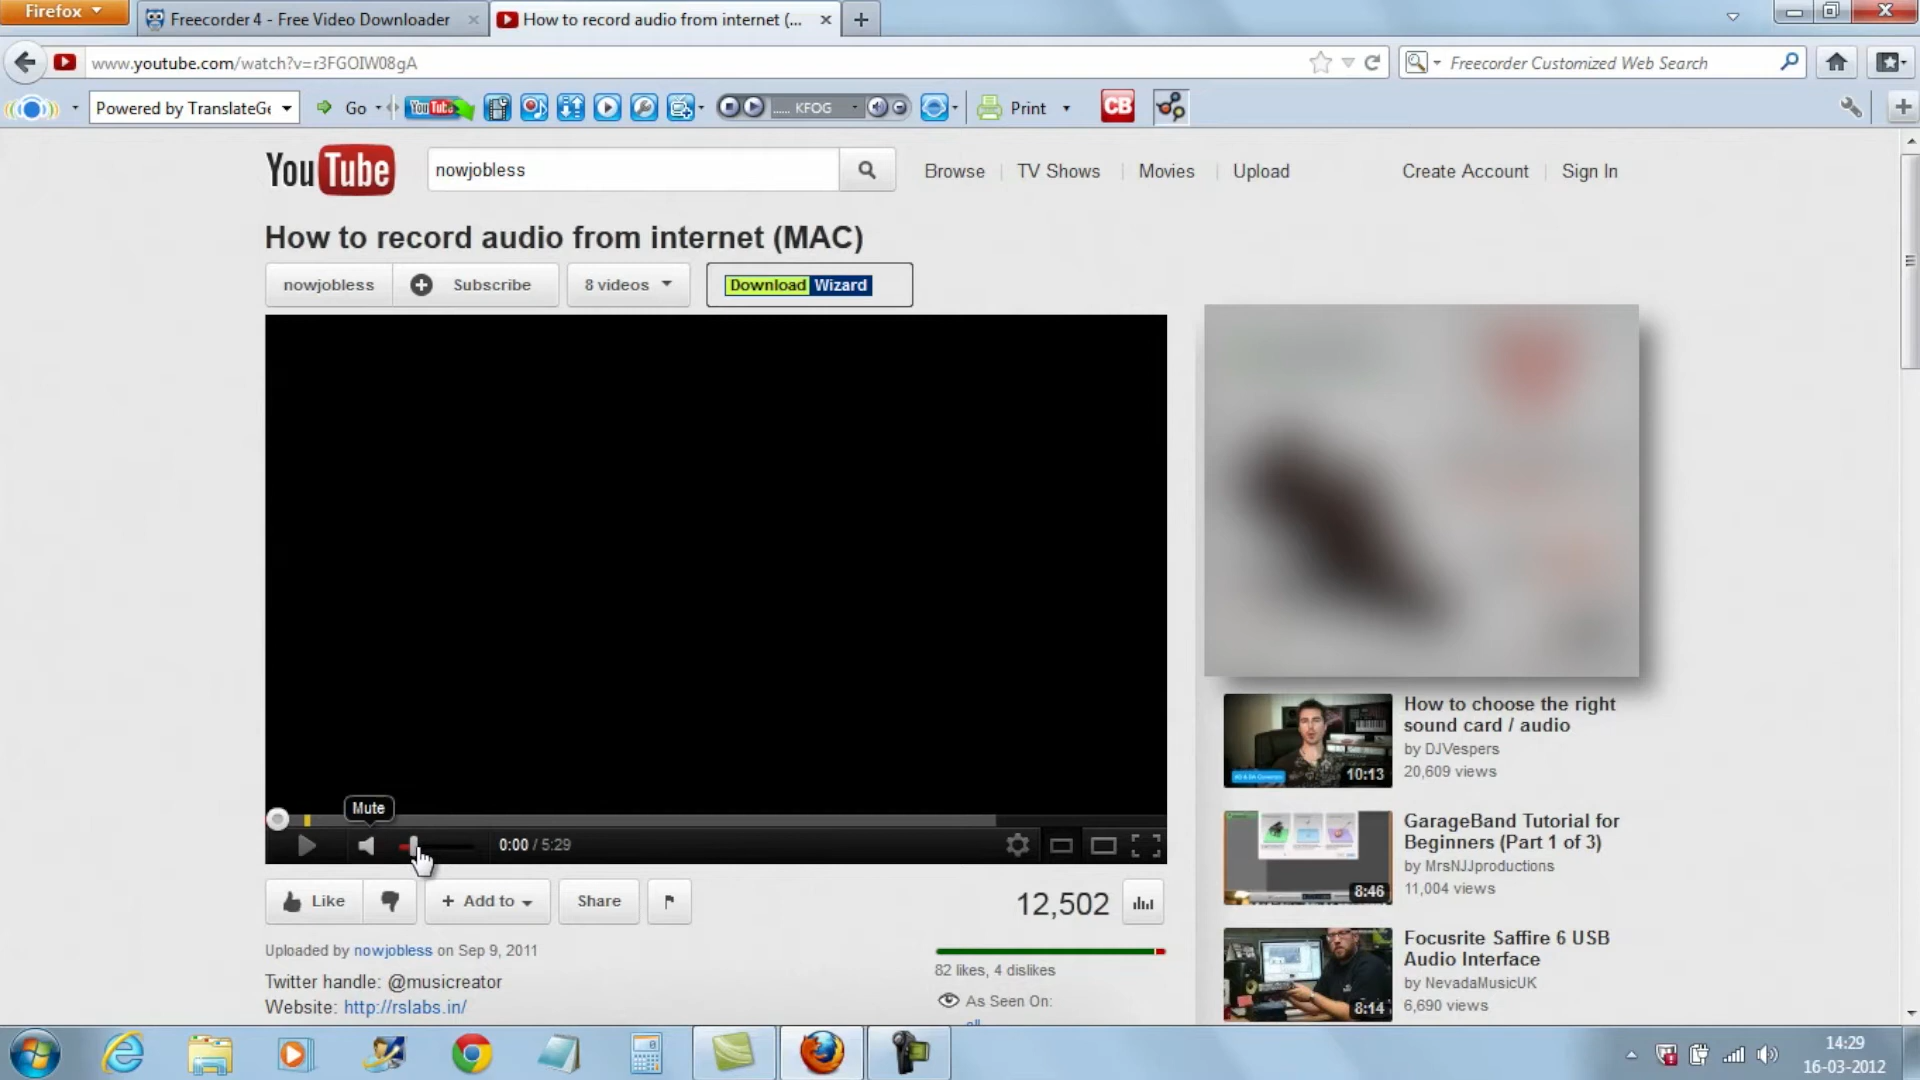 Firefox
Freecorder 4 - Free Video Downloader
How to record audio from internet (...
www.youtube.com/watch?v=r3FGOIW08gA
Freecorder Customized Web Search
Powered by TranslateGe
Go
YouTube
KFOG
Print
CB
YouTube
nowjobless
Browse
TV Shows
Movies
Upload
Create Account
Sign In
How to record audio from internet (MAC)
nowjobless
Subscribe
8 videos
Download Wizard
Mute
0:00 / 5:29
Like
+ Add to
Share
12,502
Uploaded by nowjobless on Sep 9, 2011
82 likes, 4 dislikes
Twitter handle: @musicreator
Website: http://rslabs.in/
As Seen On:
10:13
How to choose the right
sound card / audio
by DJVespers
20,609 views
8:46
GarageBand Tutorial for
Beginners (Part 1 of 3)
by MrsNJJproductions
11,004 views
8:14
Focusrite Saffire 6 USB
Audio Interface
by NevadaMusicUK
6,690 views
14:29
16-03-2012